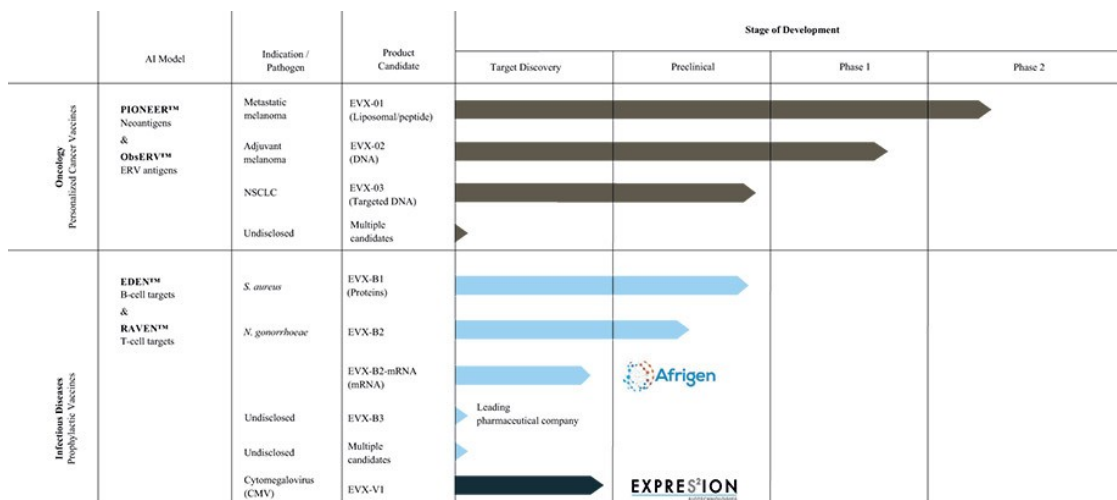 Stage of Development
AI Model
Indication /
Pathogen
Product
Candidate
Target Discovery
Preclinical
Phase 1
Phase 2
Oncology
Personalized Cancer Vaccines
PIONEER™
Neoantigens
&
ObsERV™
ERV antigens
Metastatic
melanoma
EVX-01
(Liposomal/peptide)
Adjuvant
melanoma
EVX-02
(DNA)
NSCLC
EVX-03
(Targeted DNA)
Undisclosed
Multiple
candidates
Infectious Diseases
Prophylactic Vaccines
EDEN™
B-cell targets
&
RAVEN™
T-cell targets
S. aureus
EVX-B1
(Proteins)
N. gonorrhoeae
EVX-B2
EVX-B2-mRNA
(mRNA)
Afrigen
Undisclosed
EVX-B3
Leading
pharmaceutical company
Undisclosed
Multiple
candidates
Cytomegalovirus
(CMV)
EVX-V1
EXPRES²ION